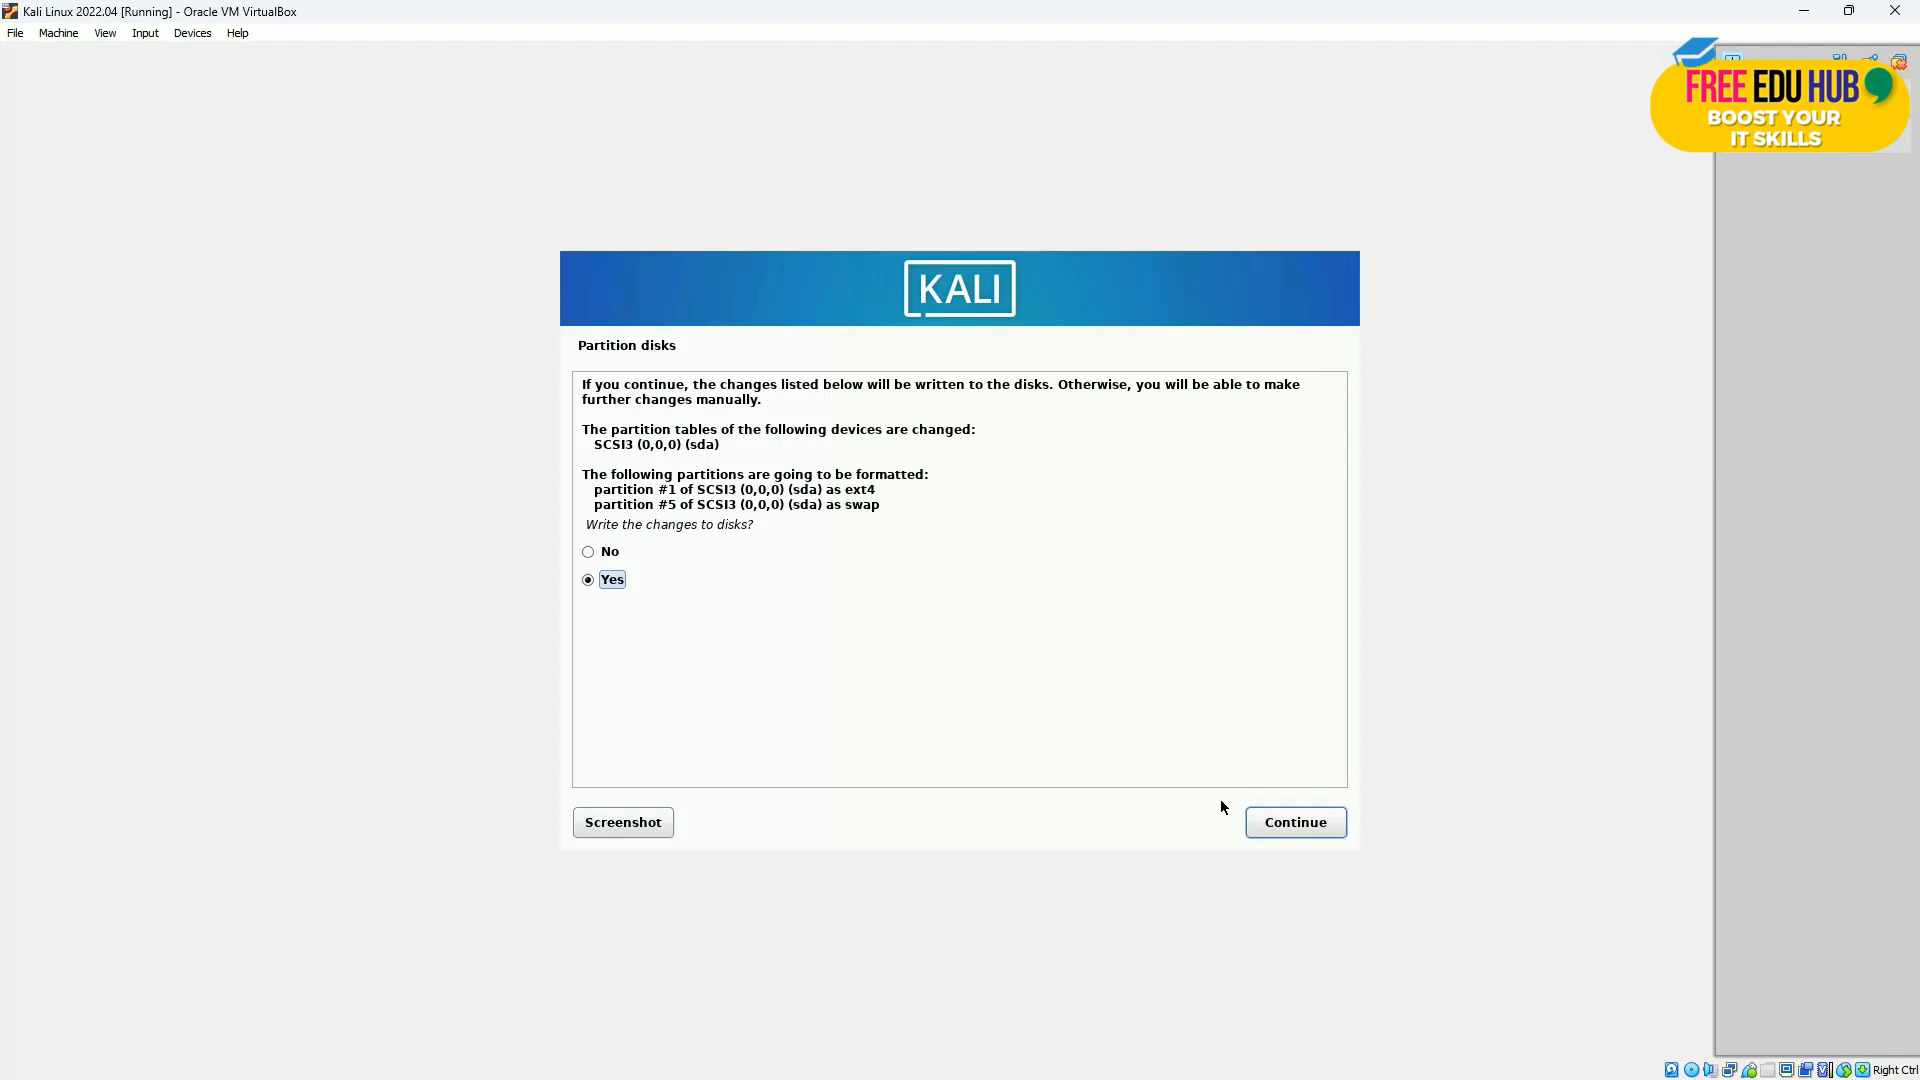 Kali Linux 2022.04 [Running] - Oracle VM VirtualBox
File Machine View Input Devices Help
FREE EDU HUB
BOOST YOUR
IT SKILLS
KALI
Partition disks
If you continue, the changes listed below will be written to the disks. Otherwise, you will be able to make
further changes manually.
The partition tables of the following devices are changed:
SCSI3 (0,0,0) (sda)
The following partitions are going to be formatted:
partition #1 of SCSI3 (0,0,0) (sda) as ext4
partition #5 of SCSI3 (0,0,0) (sda) as swap
Write the changes to disks?
No
Yes
Screenshot
Continue
Right Ctrl